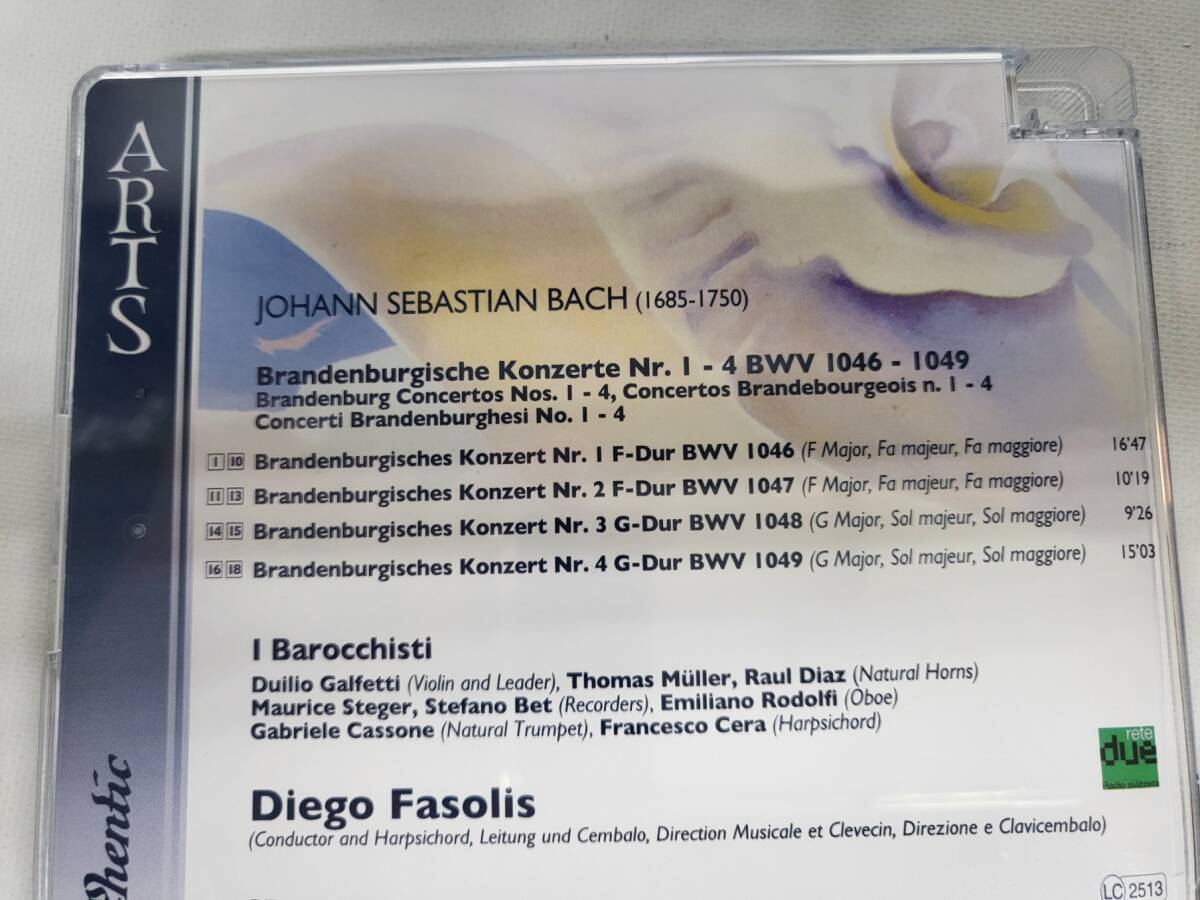 ARTS
JOHANN SEBASTIAN BACH (1685-1750)
Brandenburgische Konzerte Nr. 1 - 4 BWV 1046 - 1049
Brandenburg Concertos Nos. 1 - 4, Concertos Brandebourgeois n. 1 - 4
Concerti Brandenburghesi No. 1 - 4
1 10 Brandenburgisches Konzert Nr. 1 F-Dur BWV 1046 (F Major, Fa majeur, Fa maggiore) 16'47
11 13 Brandenburgisches Konzert Nr. 2 F-Dur BWV 1047 (F Major, Fa majeur, Fa maggiore) 10'19
14 15 Brandenburgisches Konzert Nr. 3 G-Dur BWV 1048 (G Major, Sol majeur, Sol maggiore) 9'26
16 18 Brandenburgisches Konzert Nr. 4 G-Dur BWV 1049 (G Major, Sol majeur, Sol maggiore) 15'03
I Barocchisti
Duilio Galfetti (Violin and Leader), Thomas Müller, Raul Diaz (Natural Horns)
Maurice Steger, Stefano Bet (Recorders), Emiliano Rodolfi (Oboe)
Gabriele Cassone (Natural Trumpet), Francesco Cera (Harpsichord)
rete
due
Radio svizzera
Diego Fasolis
(Conductor and Harpsichord, Leitung und Cembalo, Direction Musicale et Clevecin, Direzione e Clavicembalo)
hentic
LC 2513